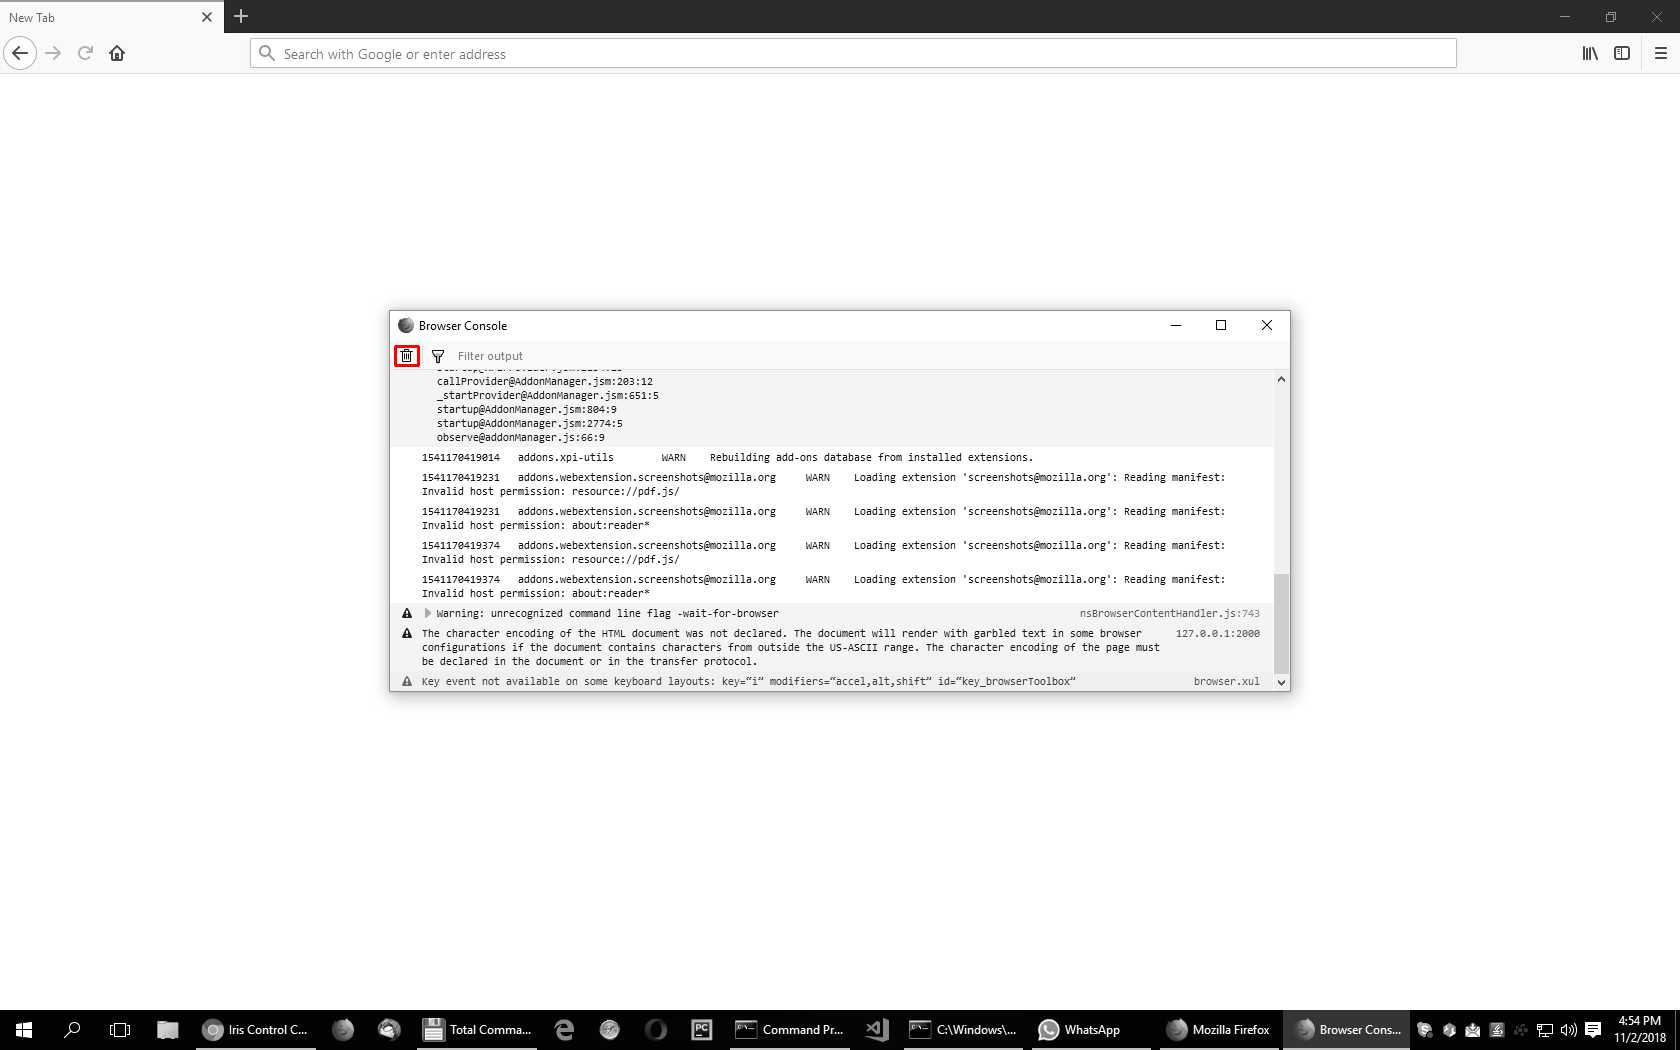 New Tab
Search with Google or enter address
Browser Console
Filter output
callProvider@AddonManager.jsm:203:12
_startProvider@AddonManager.jsm:651:5
startup@AddonManager.jsm:804:9
startup@AddonManager.jsm:2774:5
observe@addonManager.js:66:9
1541170419014 addons.xpi-utils WARN Rebuilding add-ons database from installed extensions.
1541170419231 addons.webextension.screenshots@mozilla.org WARN Loading extension 'screenshots@mozilla.org': Reading manifest:
Invalid host permission: resource://pdf.js/
1541170419231 addons.webextension.screenshots@mozilla.org WARN Loading extension 'screenshots@mozilla.org': Reading manifest:
Invalid host permission: about:reader*
1541170419374 addons.webextension.screenshots@mozilla.org WARN Loading extension 'screenshots@mozilla.org': Reading manifest:
Invalid host permission: resource://pdf.js/
1541170419374 addons.webextension.screenshots@mozilla.org WARN Loading extension 'screenshots@mozilla.org': Reading manifest:
Invalid host permission: about:reader*
Warning: unrecognized command line flag -wait-for-browser nsBrowserContentHandler.js:743
The character encoding of the HTML document was not declared. The document will render with garbled text in some browser 127.0.0.1:2000
configurations if the document contains characters from outside the US-ASCII range. The character encoding of the page must
be declared in the document or in the transfer protocol.
Key event not available on some keyboard layouts: key=“i” modifiers=“accel,alt,shift” id=“key_browserToolbox” browser.xul
Iris Control C... Total Comma... PC Command Pr... C:\Windows\... WhatsApp Mozilla Firefox Browser Cons... 4:54 PM
11/2/2018